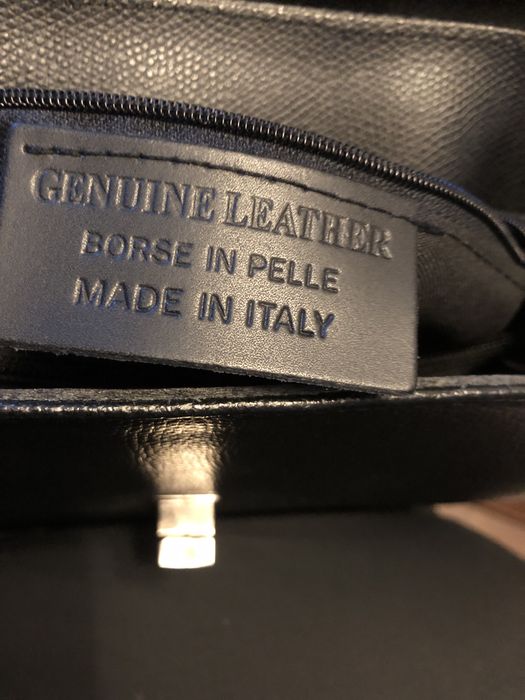 GENUINE LEATHER
BORSE IN PELLE
MADE IN ITALY